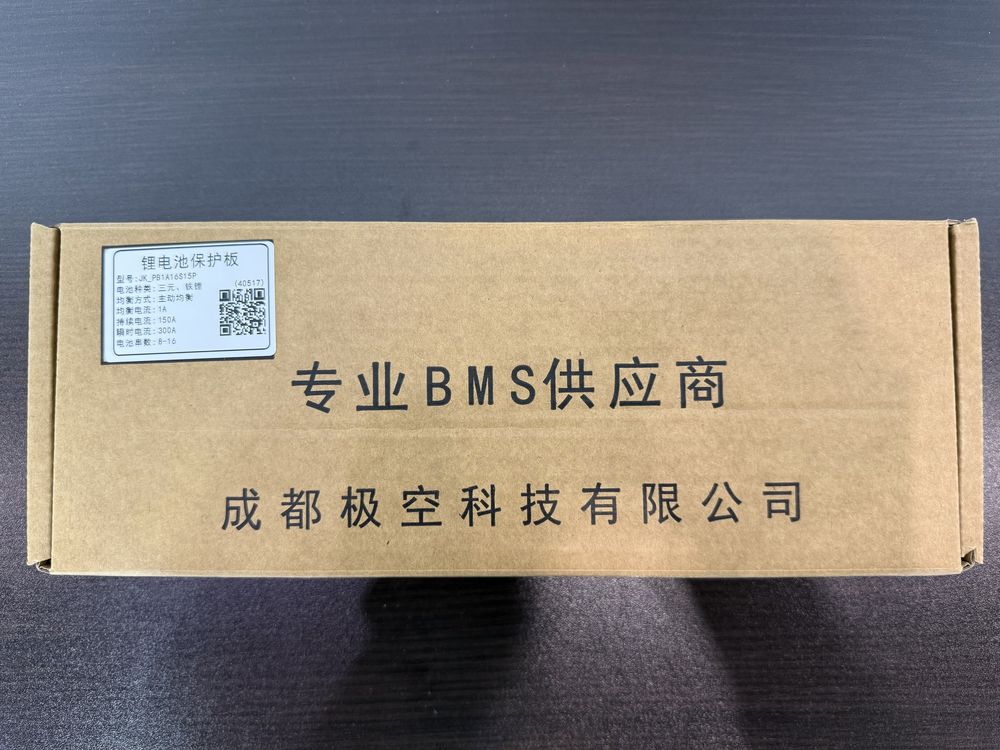 锂电池保护板
型号:JK_PB1A16S15P
电池种类:三元、铁锂
(40517)
均衡方式:主动均衡
均衡电流:1A
持续电流:150A
瞬时电流:300A
电池串数:8-16
专业BMS供应商
成都极空科技有限公司